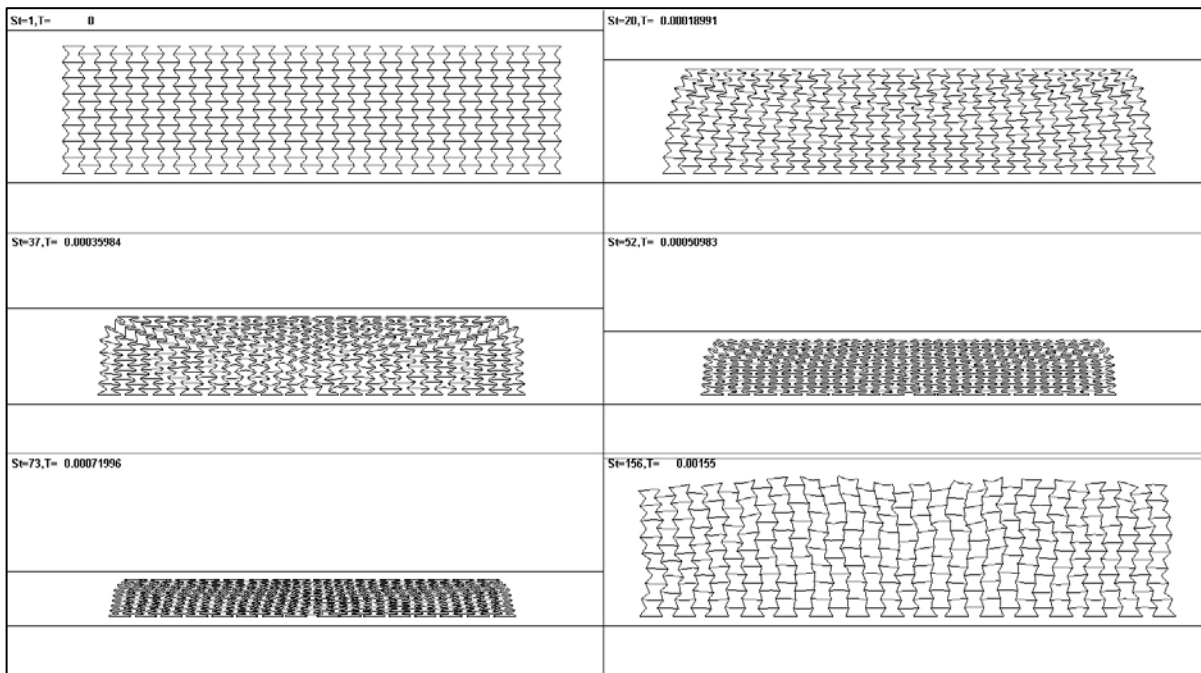 St=1,T= 0
St=20,T= 0.00018991
St=37,T= 0.00035984
St=52,T= 0.00050983
St=73,T= 0.00071996
St=156,T= 0.00155